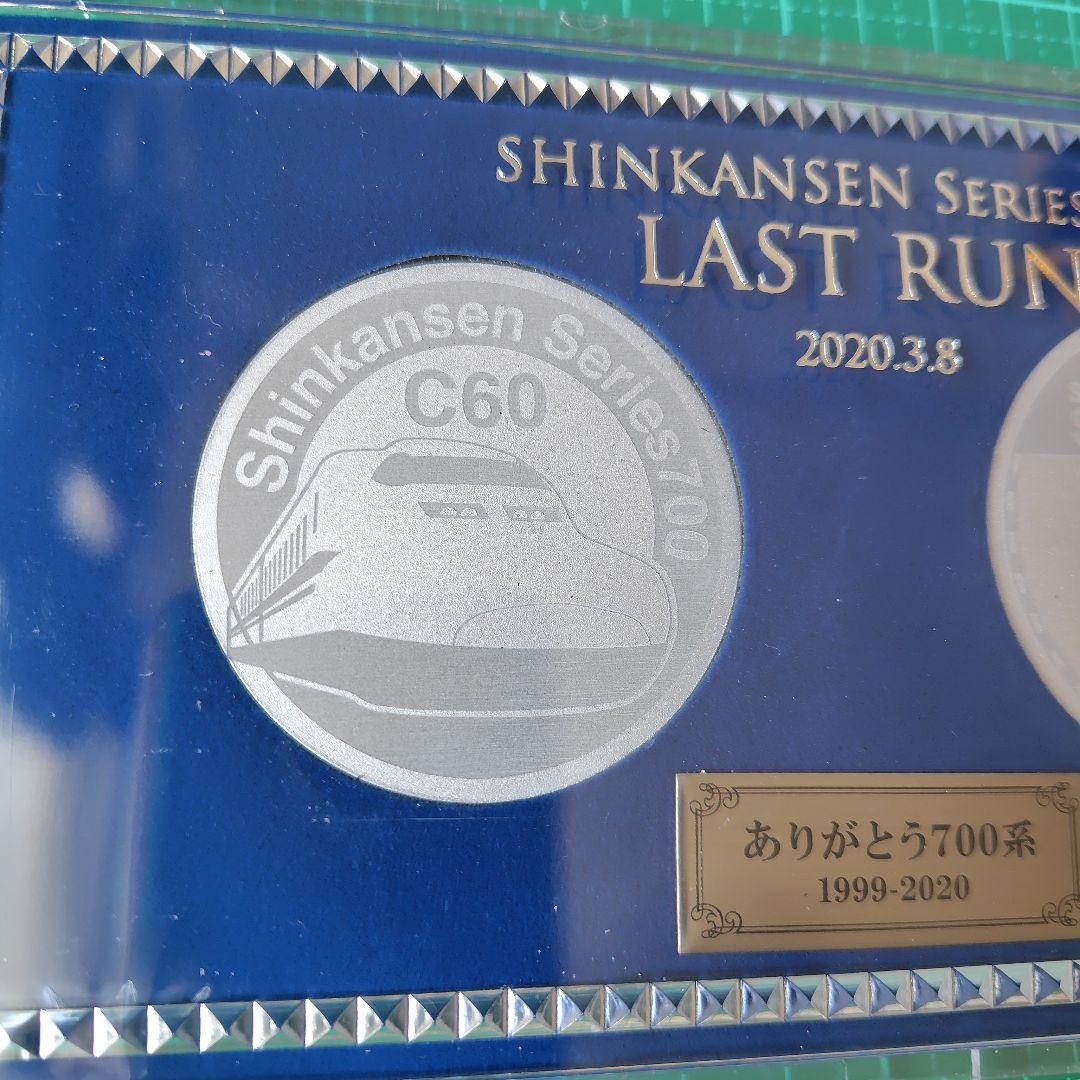 SHINKANSEN SERIES
LAST RUN
2020.3.8
Shinkansen Series700
C60
ありがとう700系
1999-2020